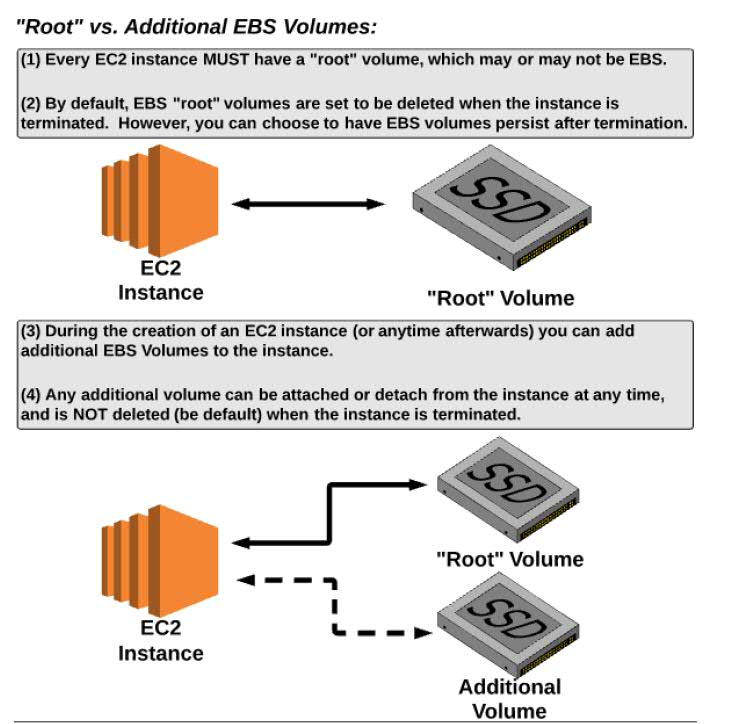 "Root" vs. Additional EBS Volumes:
(1) Every EC2 instance MUST have a "root" volume, which may or may not be EBS.
(2) By default, EBS "root" volumes are set to be deleted when the instance is
terminated. However, you can choose to have EBS volumes persist after termination.
SSD
EC2
Instance
"Root" Volume
(3) During the creation of an EC2 instance (or anytime afterwards) you can add
additional EBS Volumes to the instance.
(4) Any additional volume can be attached or detach from the instance at any time,
and is NOT deleted (be default) when the instance is terminated.
SSD
"Root" Volume
SSD
EC2
Instance
Additional
Volume